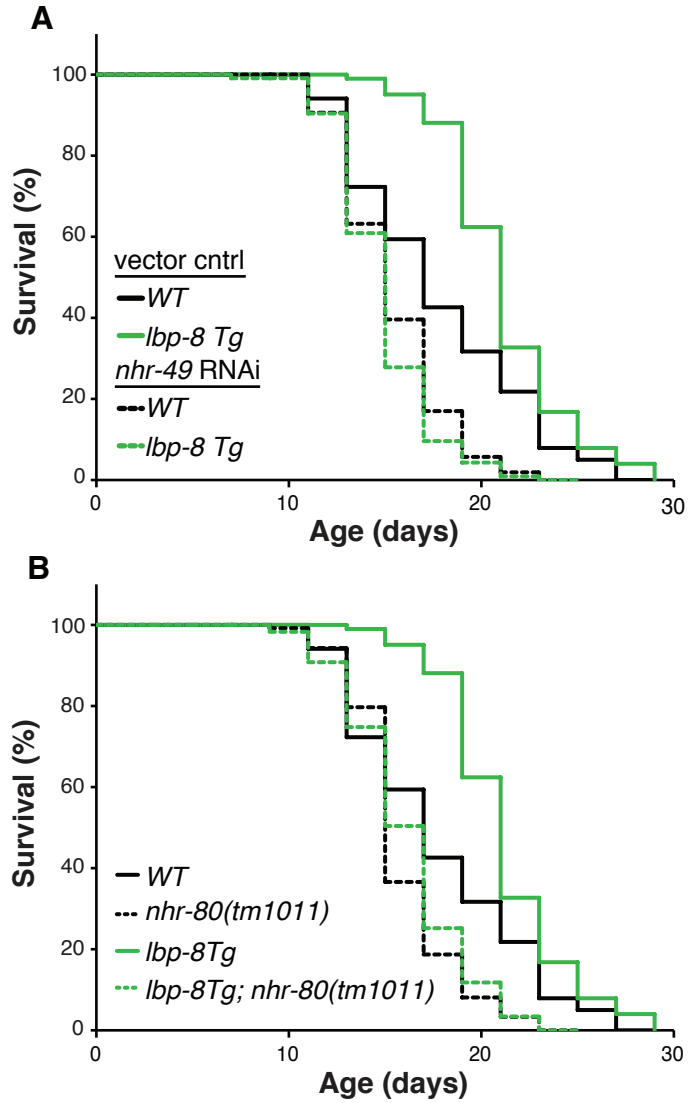 A
Survival (%)
100
80
60
40
20
0
vector cntrl
WT
lbp-8 Tg
nhr-49 RNAi
WT
lbp-8 Tg
0 10 20 30
Age (days)
B
Survival (%)
100
80
60
40
20
0
WT
nhr-80(tm1011)
lbp-8Tg
lbp-8Tg; nhr-80(tm1011)
0 10 20 30
Age (days)